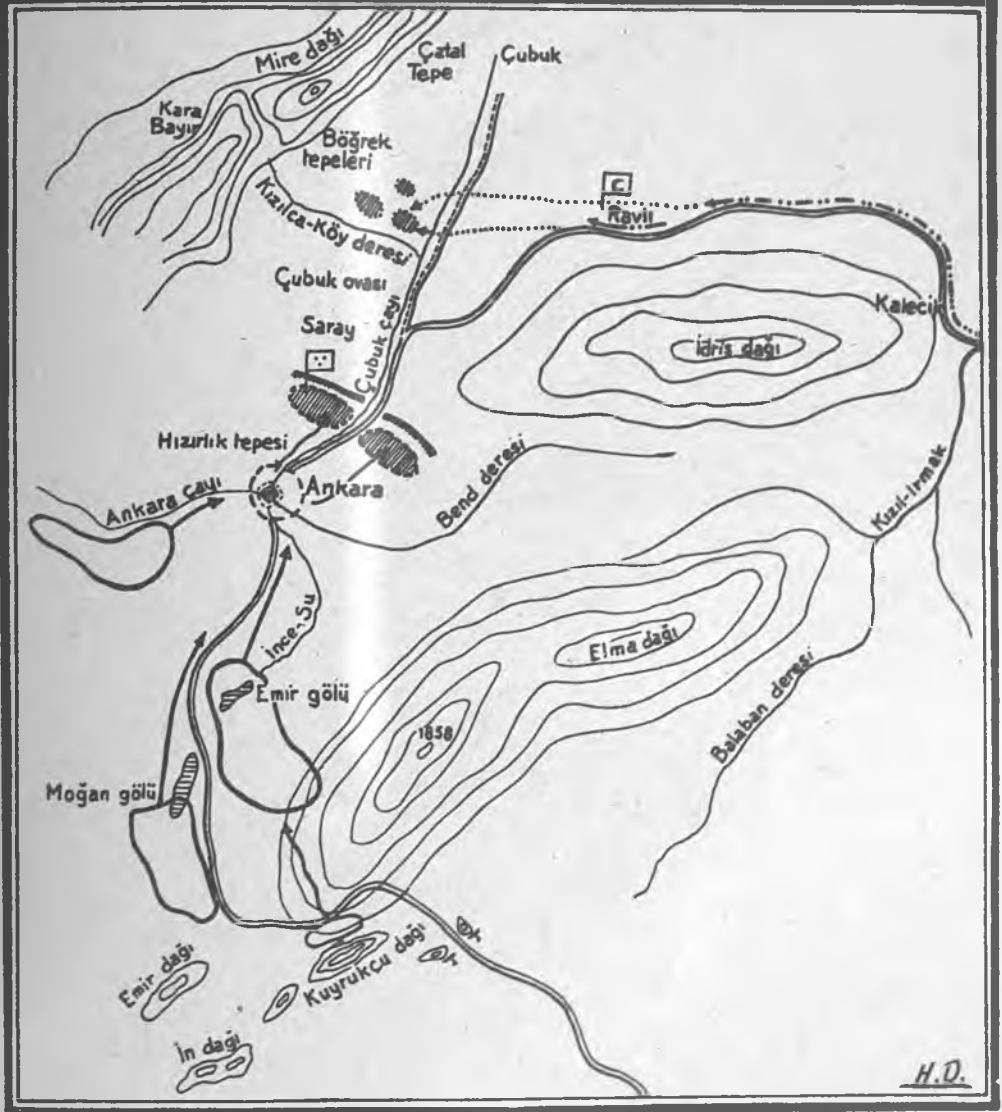 Mire dağı
Çatal
Tepe
Çubuk
Kara
Bayır
Böğrek
tepeleri
C
Ravlı
Kızılca-Köy deresi
Çubuk ovası
Kalecik
Saray
Çubuk çayı
İdris dağı
Hızırlık tepesi
Ankara
Ankara çayı
Bend deresi
Kızıl-Irmak
İnce-Su
Elma dağı
Emir gölü
1858
Balaban deresi
Moğan gölü
Kuyrukçu dağı
Emir dağı
İn dağı
H.D.